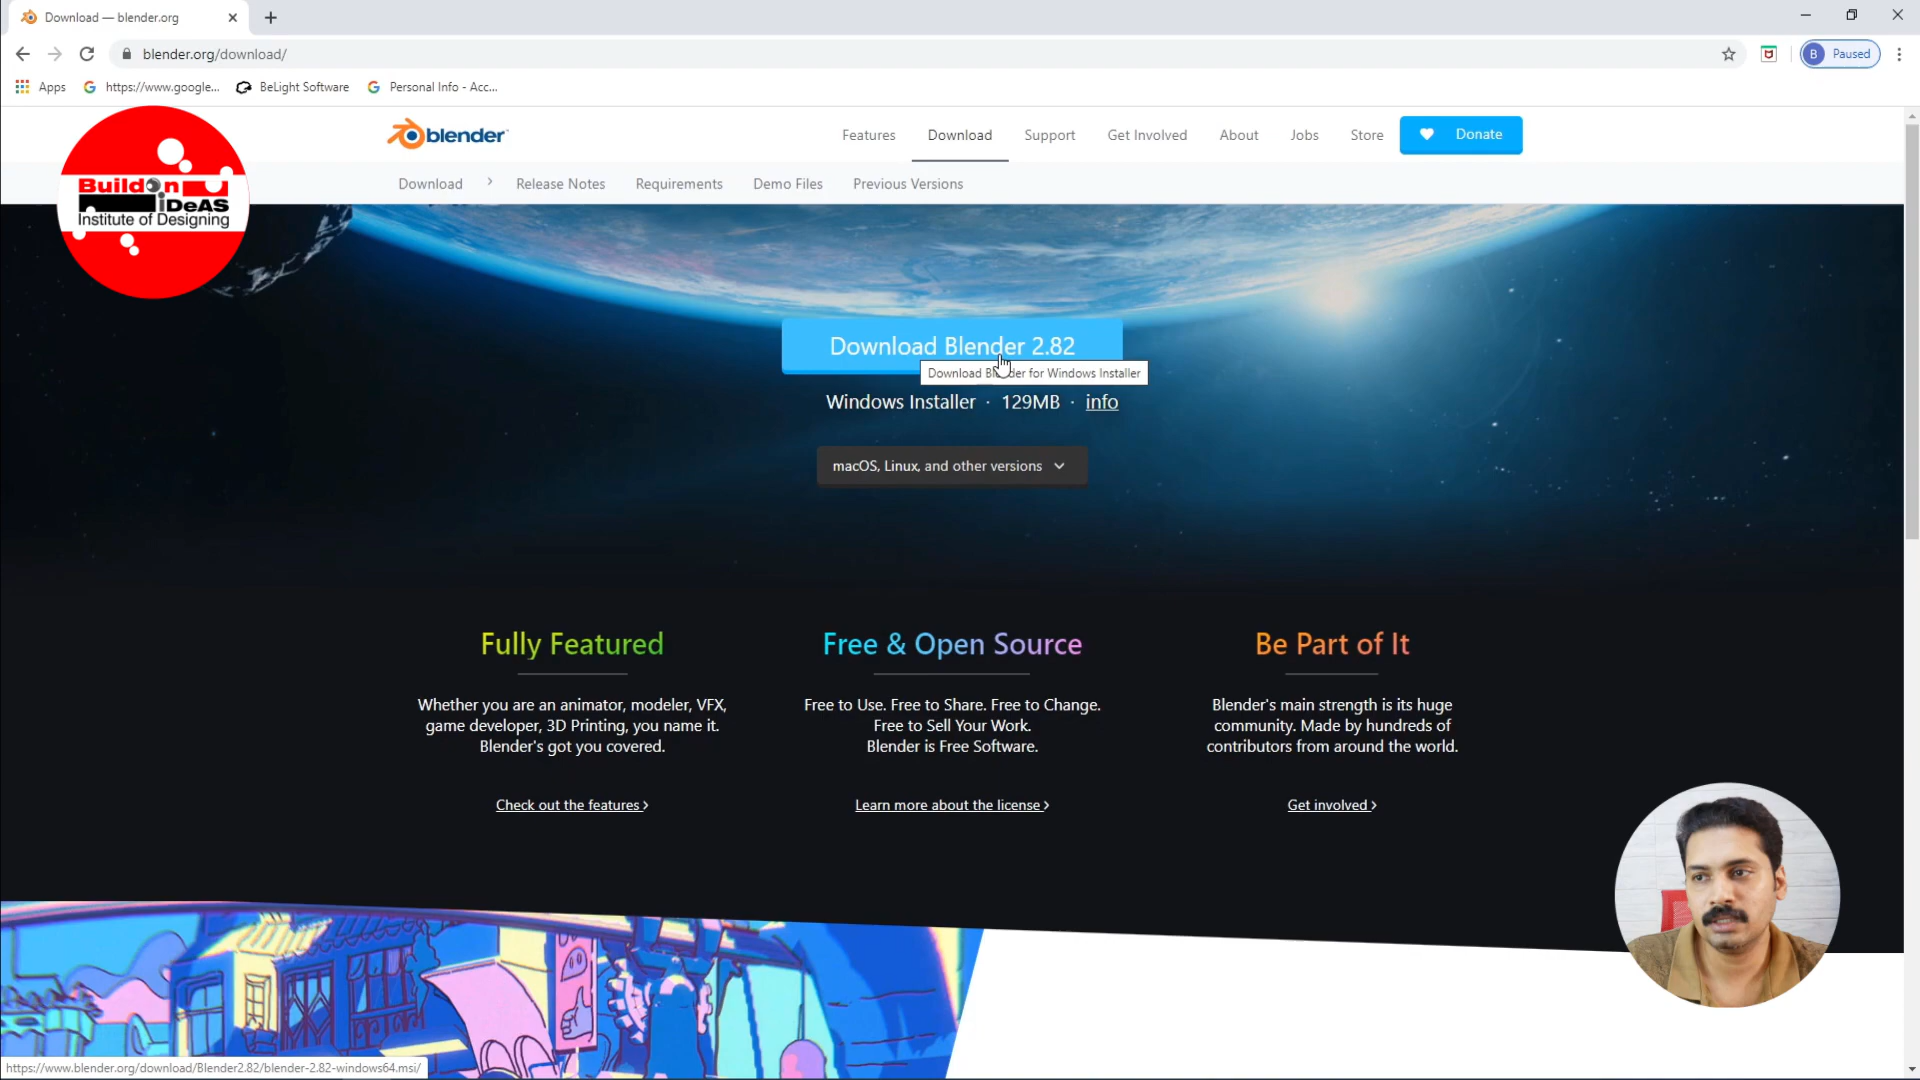 Download — blender.org
blender.org/download/
B Paused
Apps https://www.google... BeLight Software Personal Info - Acc...
Build n
iDeAS
Institute of Designing
blender
Features Download Support Get Involved About Jobs Store Donate
Download Release Notes Requirements Demo Files Previous Versions
Download Blender 2.82
Download Blender for Windows Installer
Windows Installer · 129MB · info
macOS, Linux, and other versions
Fully Featured
Whether you are an animator, modeler, VFX,
game developer, 3D Printing, you name it.
Blender's got you covered.
Check out the features
Free & Open Source
Free to Use. Free to Share. Free to Change.
Free to Sell Your Work.
Blender is Free Software.
Learn more about the license
Be Part of It
Blender's main strength is its huge
community. Made by hundreds of
contributors from around the world.
Get involved
https://www.blender.org/download/Blender2.82/blender-2.82-windows64.msi/